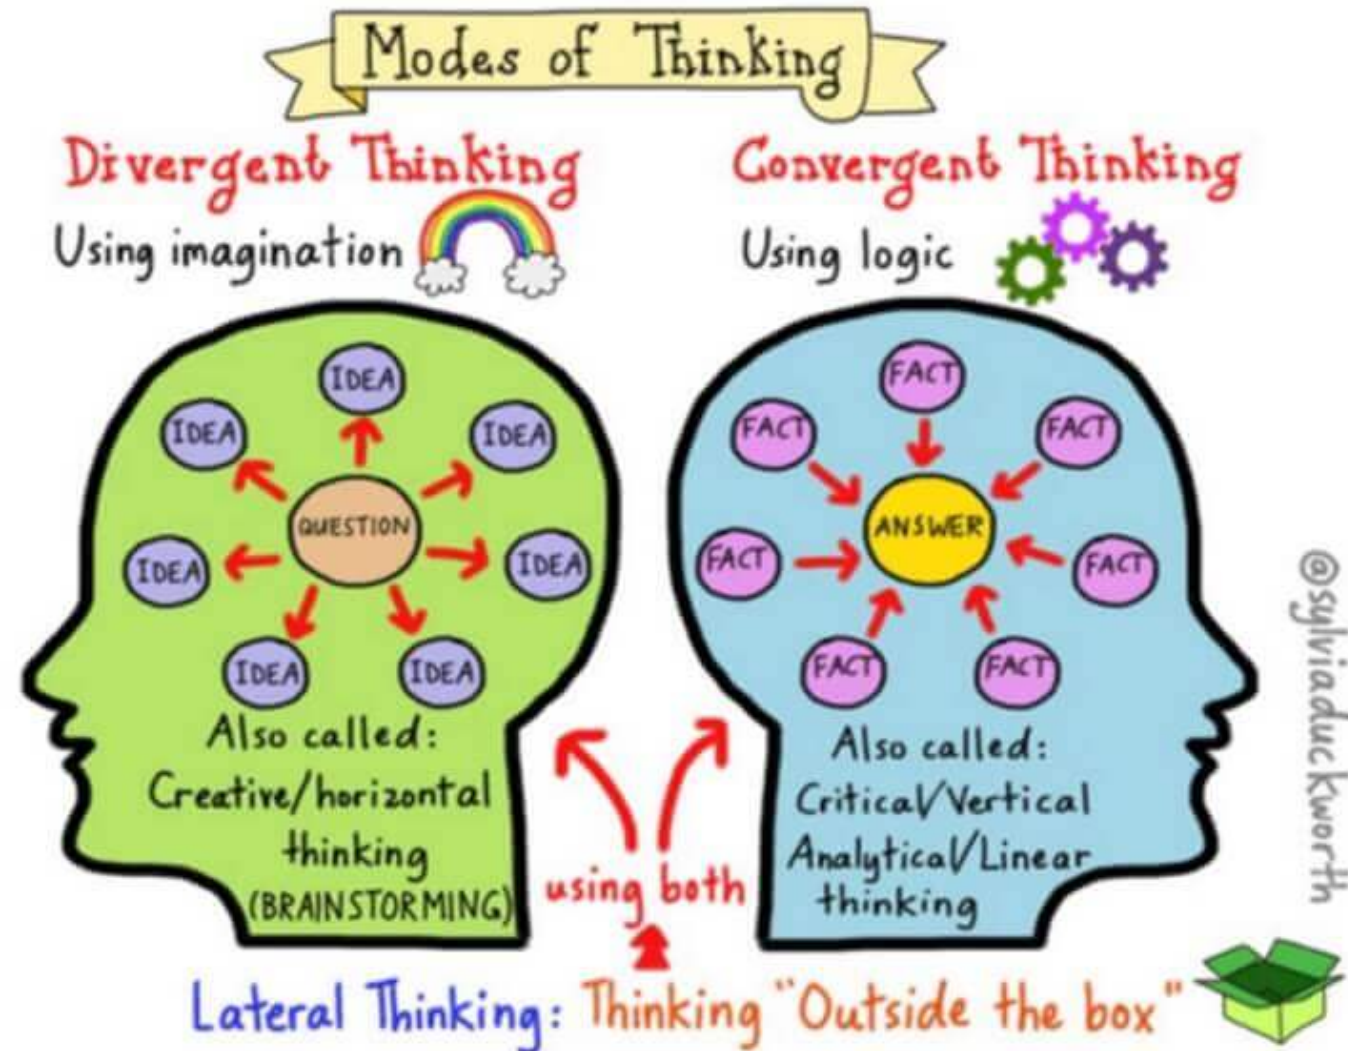 Modes of Thinking
Divergent Thinking
Using imagination
IDEA
IDEA
IDEA
QUESTION
IDEA
IDEA
IDEA
IDEA
Also called:
Creative/horizontal
thinking
(BRAINSTORMING)
Convergent Thinking
Using logic
FACT
FACT
FACT
ANSWER
FACT
FACT
FACT
FACT
Also called:
Critical/Vertical
Analytical/Linear
thinking
using both
Lateral Thinking: Thinking "Outside the box"
@sylviaduckworth